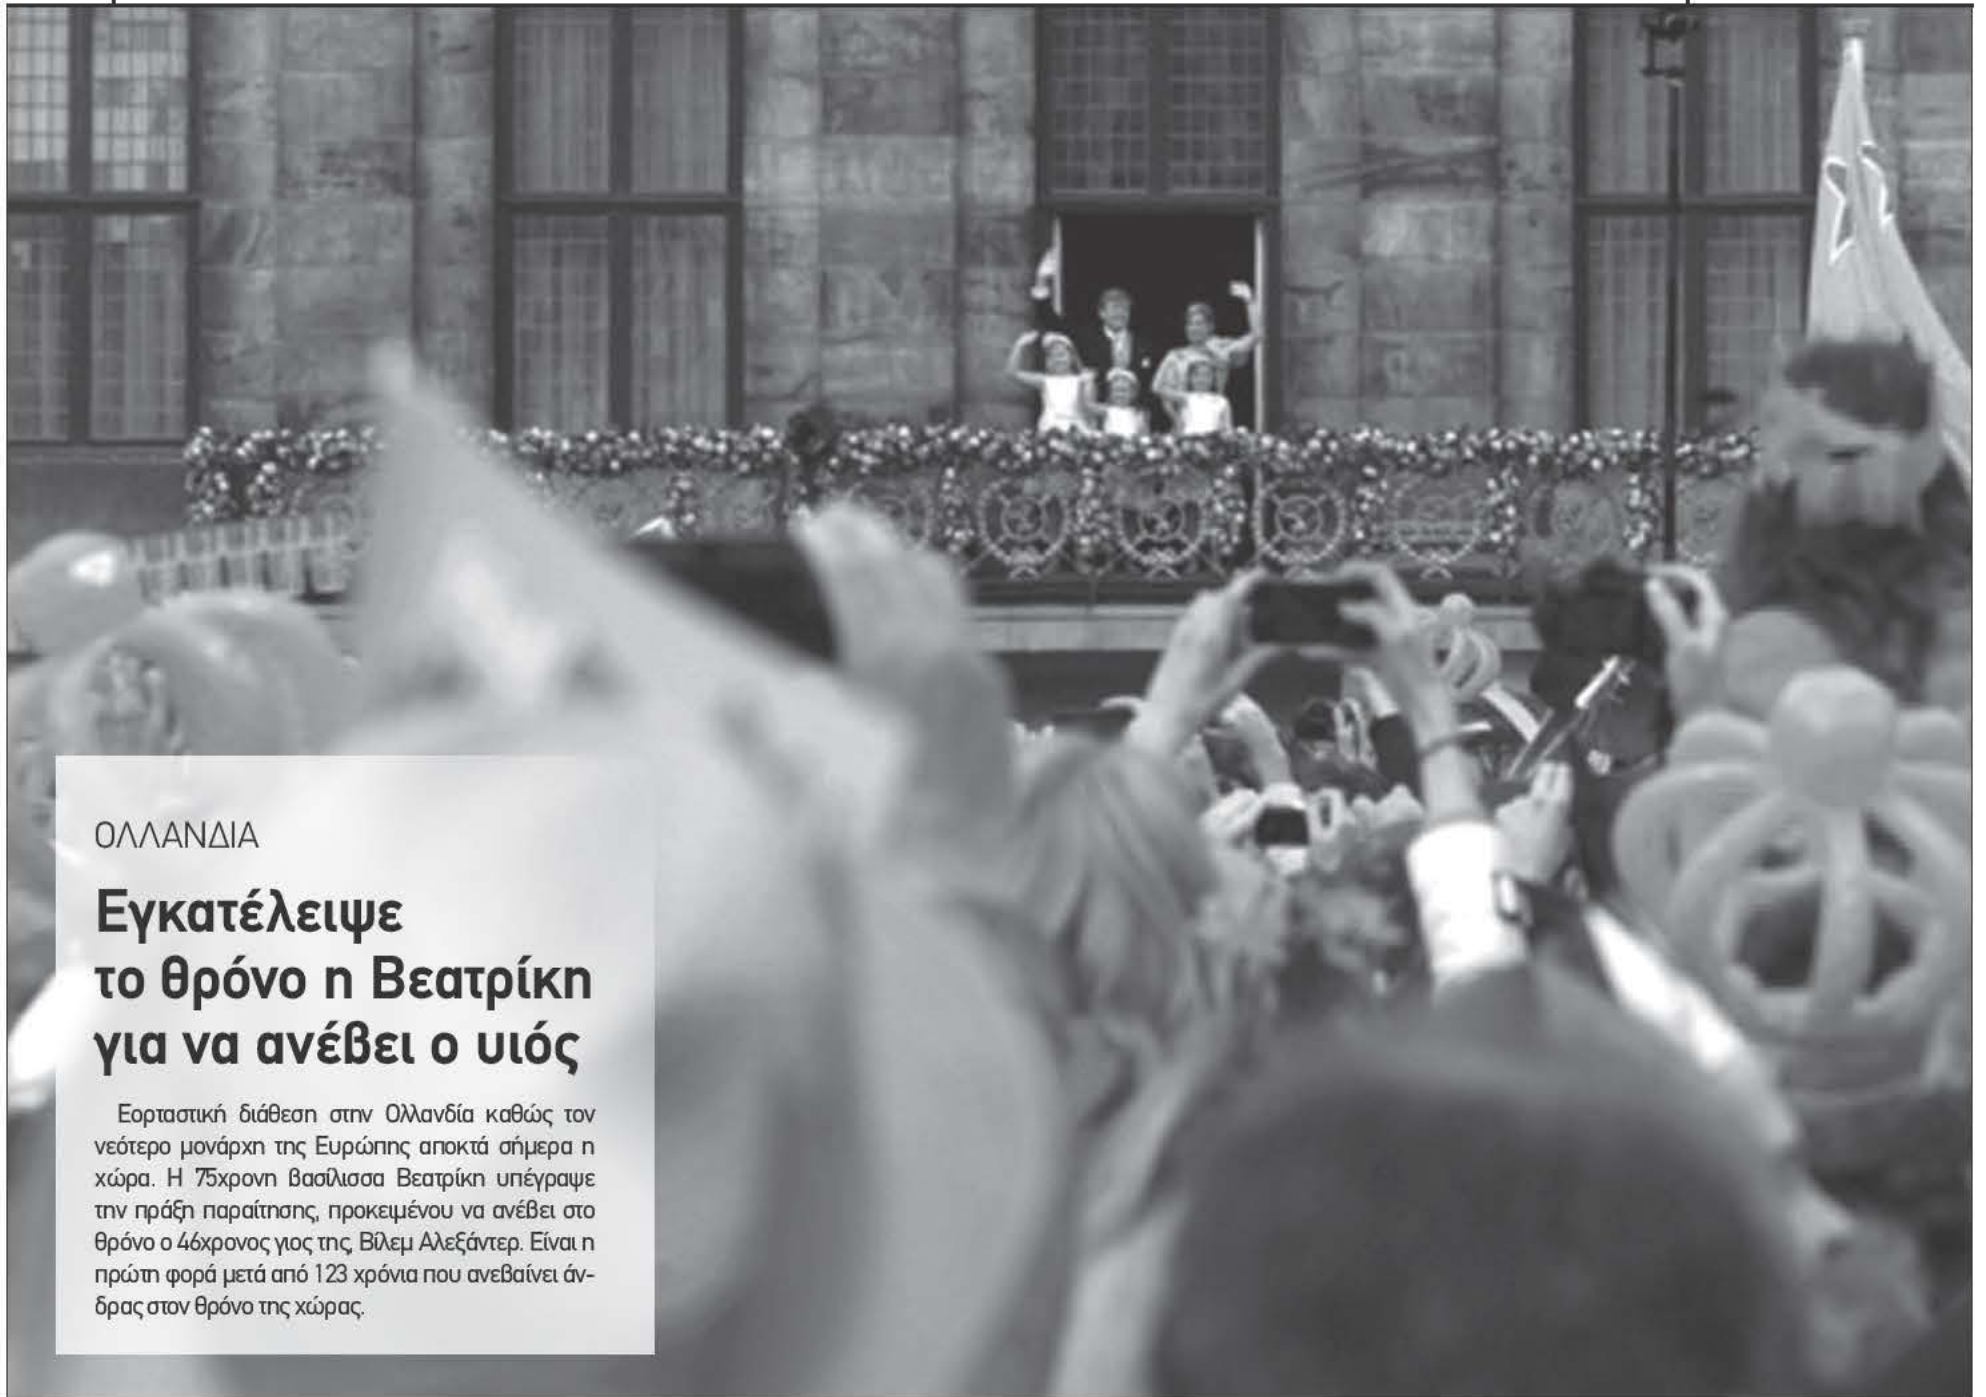 ΟΛΛΑΝΔΙΑ
Εγκατέλειψε
το θρόνο η Βεατρίκη
για να ανέβει ο υιός
Εορταστική διάθεση στην Ολλανδία καθώς τον
νεότερο μονάρχη της Ευρώπης αποκτά σήμερα η
χώρα. Η 75χρονη βασίλισσα Βεατρίκη υπέγραψε
την πράξη παραίτησης, προκειμένου να ανέβει στο
θρόνο ο 46χρονος γιος της, Βίλεμ Αλεξάντερ. Είναι η
πρώτη φορά μετά από 123 χρόνια που ανεβαίνει άν-
δρας στον θρόνο της χώρας.